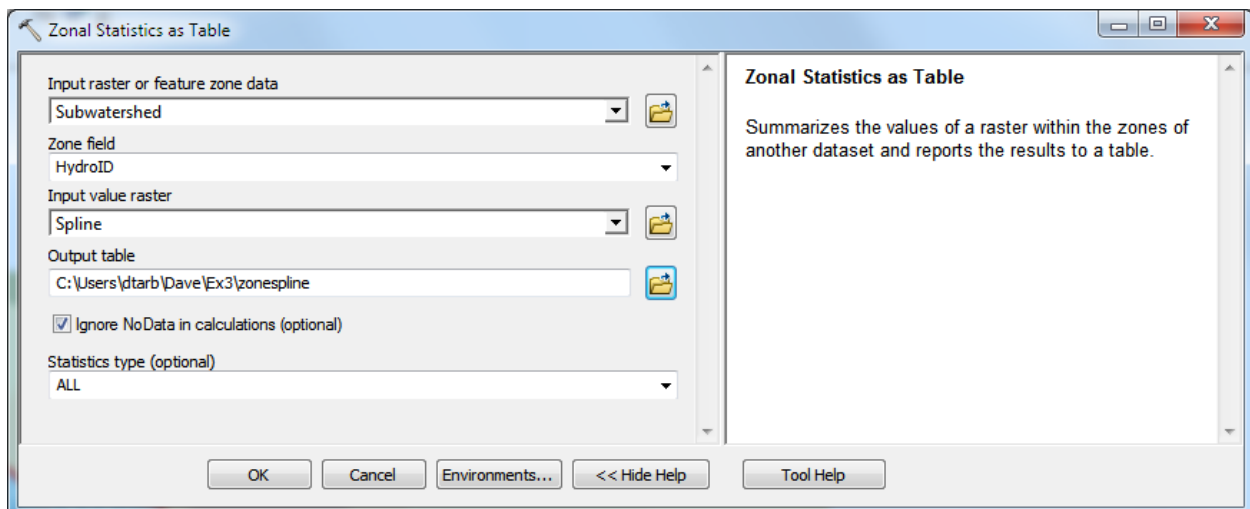 Zonal Statistics as Table
Input raster or feature zone data
Subwatershed
Zone field
HydroID
Input value raster
Spline
Output table
C:\Users\dtarb\Dave\Ex3\zonespline
Ignore NoData in calculations (optional)
Statistics type (optional)
ALL
Zonal Statistics as Table
Summarizes the values of a raster within the zones of
another dataset and reports the results to a table.
OK Cancel Environments... << Hide Help Tool Help